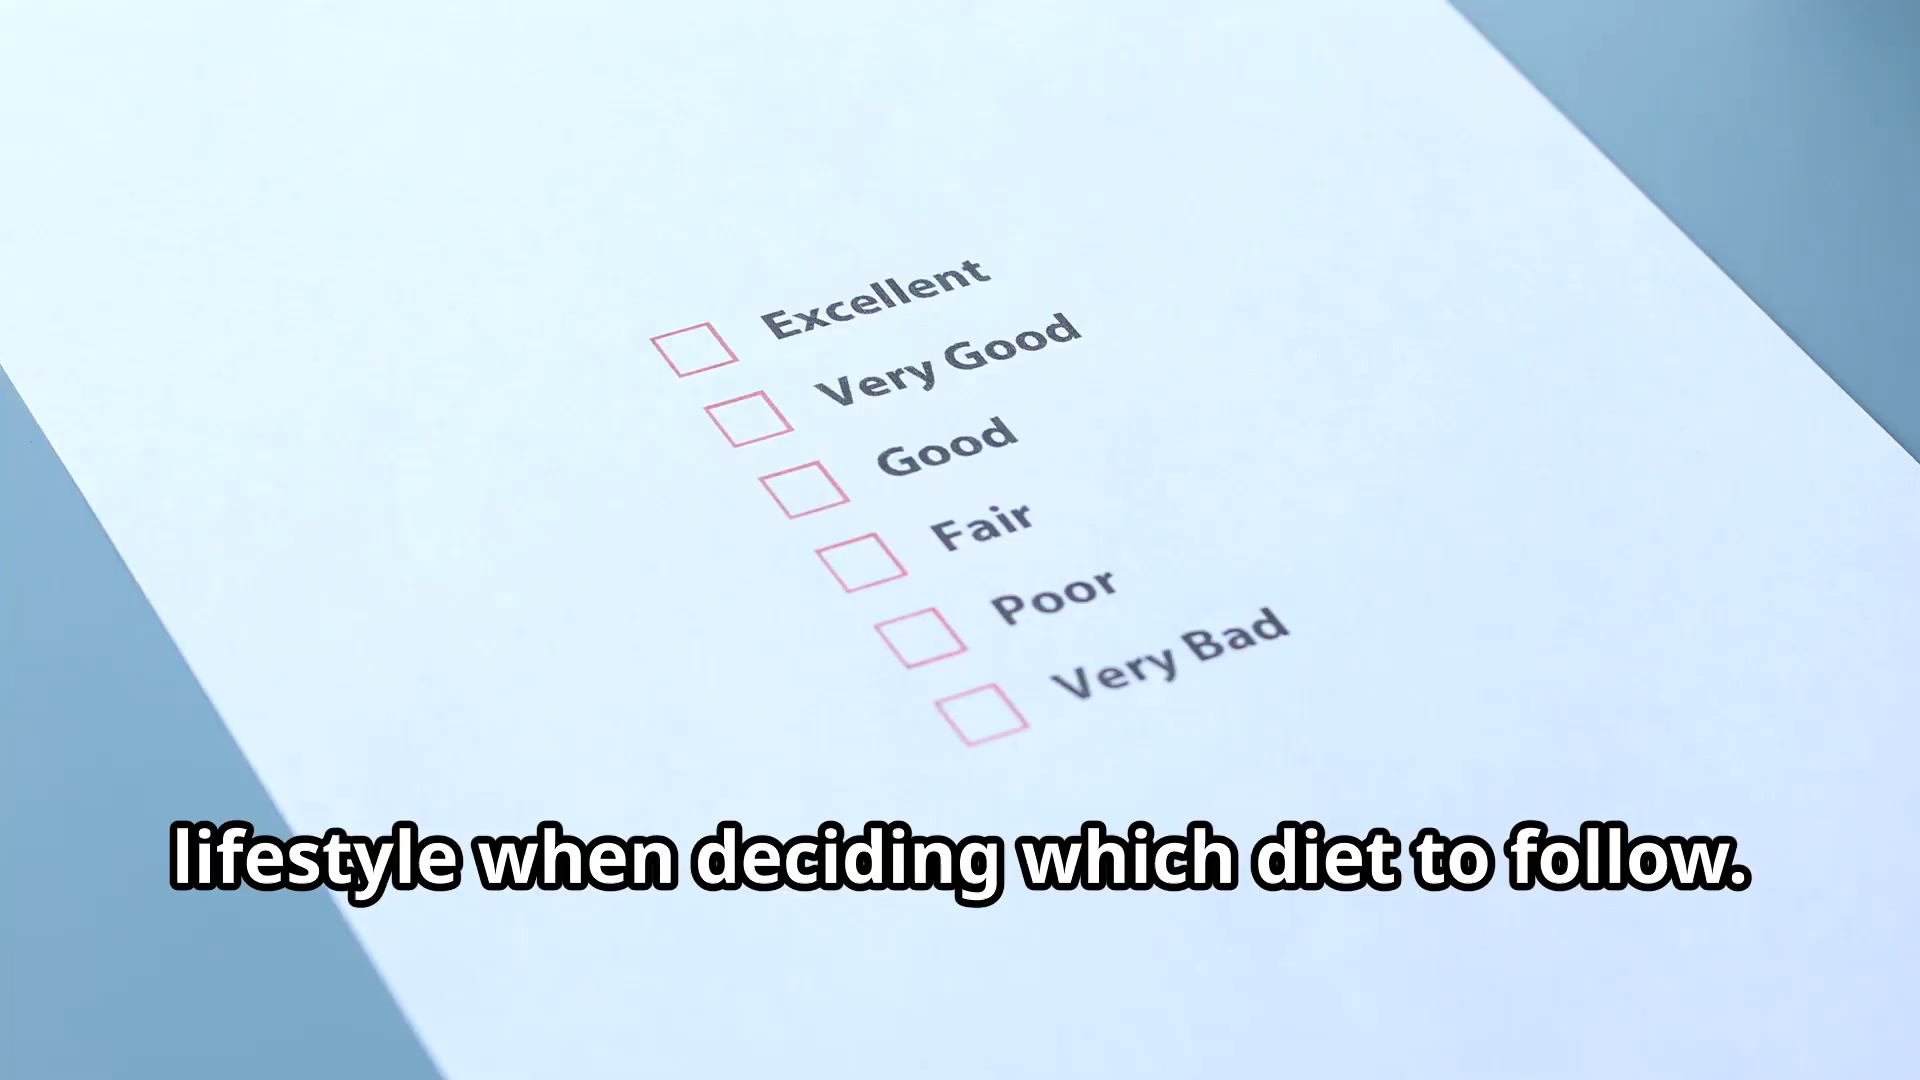 Excellent
Very Good
Good
Fair
Poor
Very Bad
lifestyle when deciding which diet to follow.